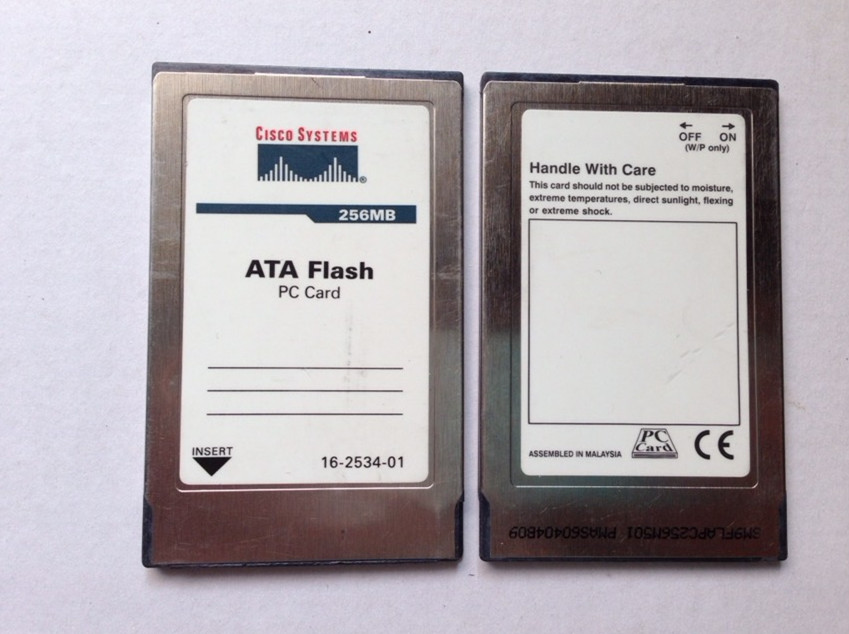 CISCO SYSTEMS
®
256MB
ATA Flash
PC Card
INSERT
16-2534-01
OFF ON
(W/P only)
Handle With Care
This card should not be subjected to moisture,
extreme temperatures, direct sunlight, flexing
or extreme shock.
ASSEMBLED IN MALAYSIA
PC
Card
CE
8M9FLAPC256M501 PMAS60404B09